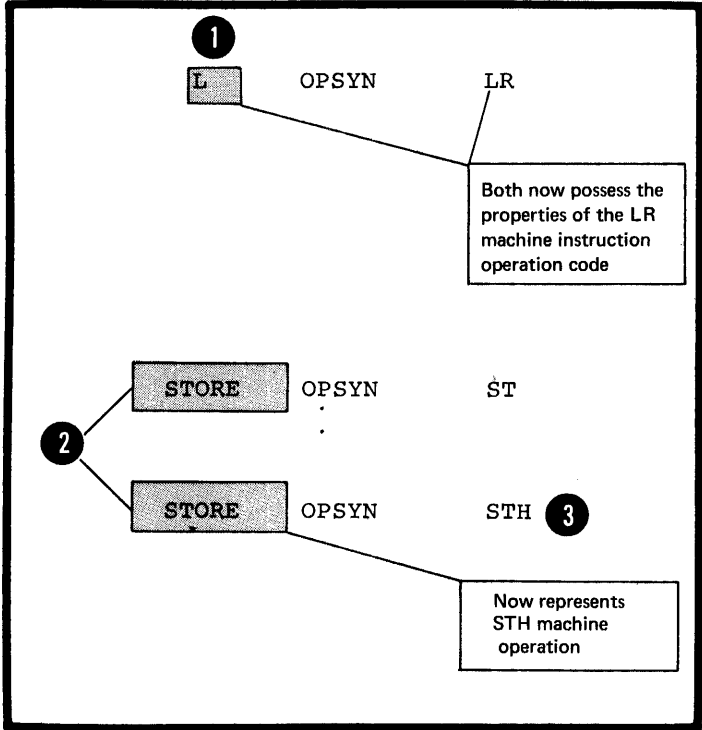 1
L OPSYN LR
Both now possess the
properties of the LR
machine instruction
operation code
STORE OPSYN ST
.
.
2
STORE OPSYN STH 3
Now represents
STH machine
operation